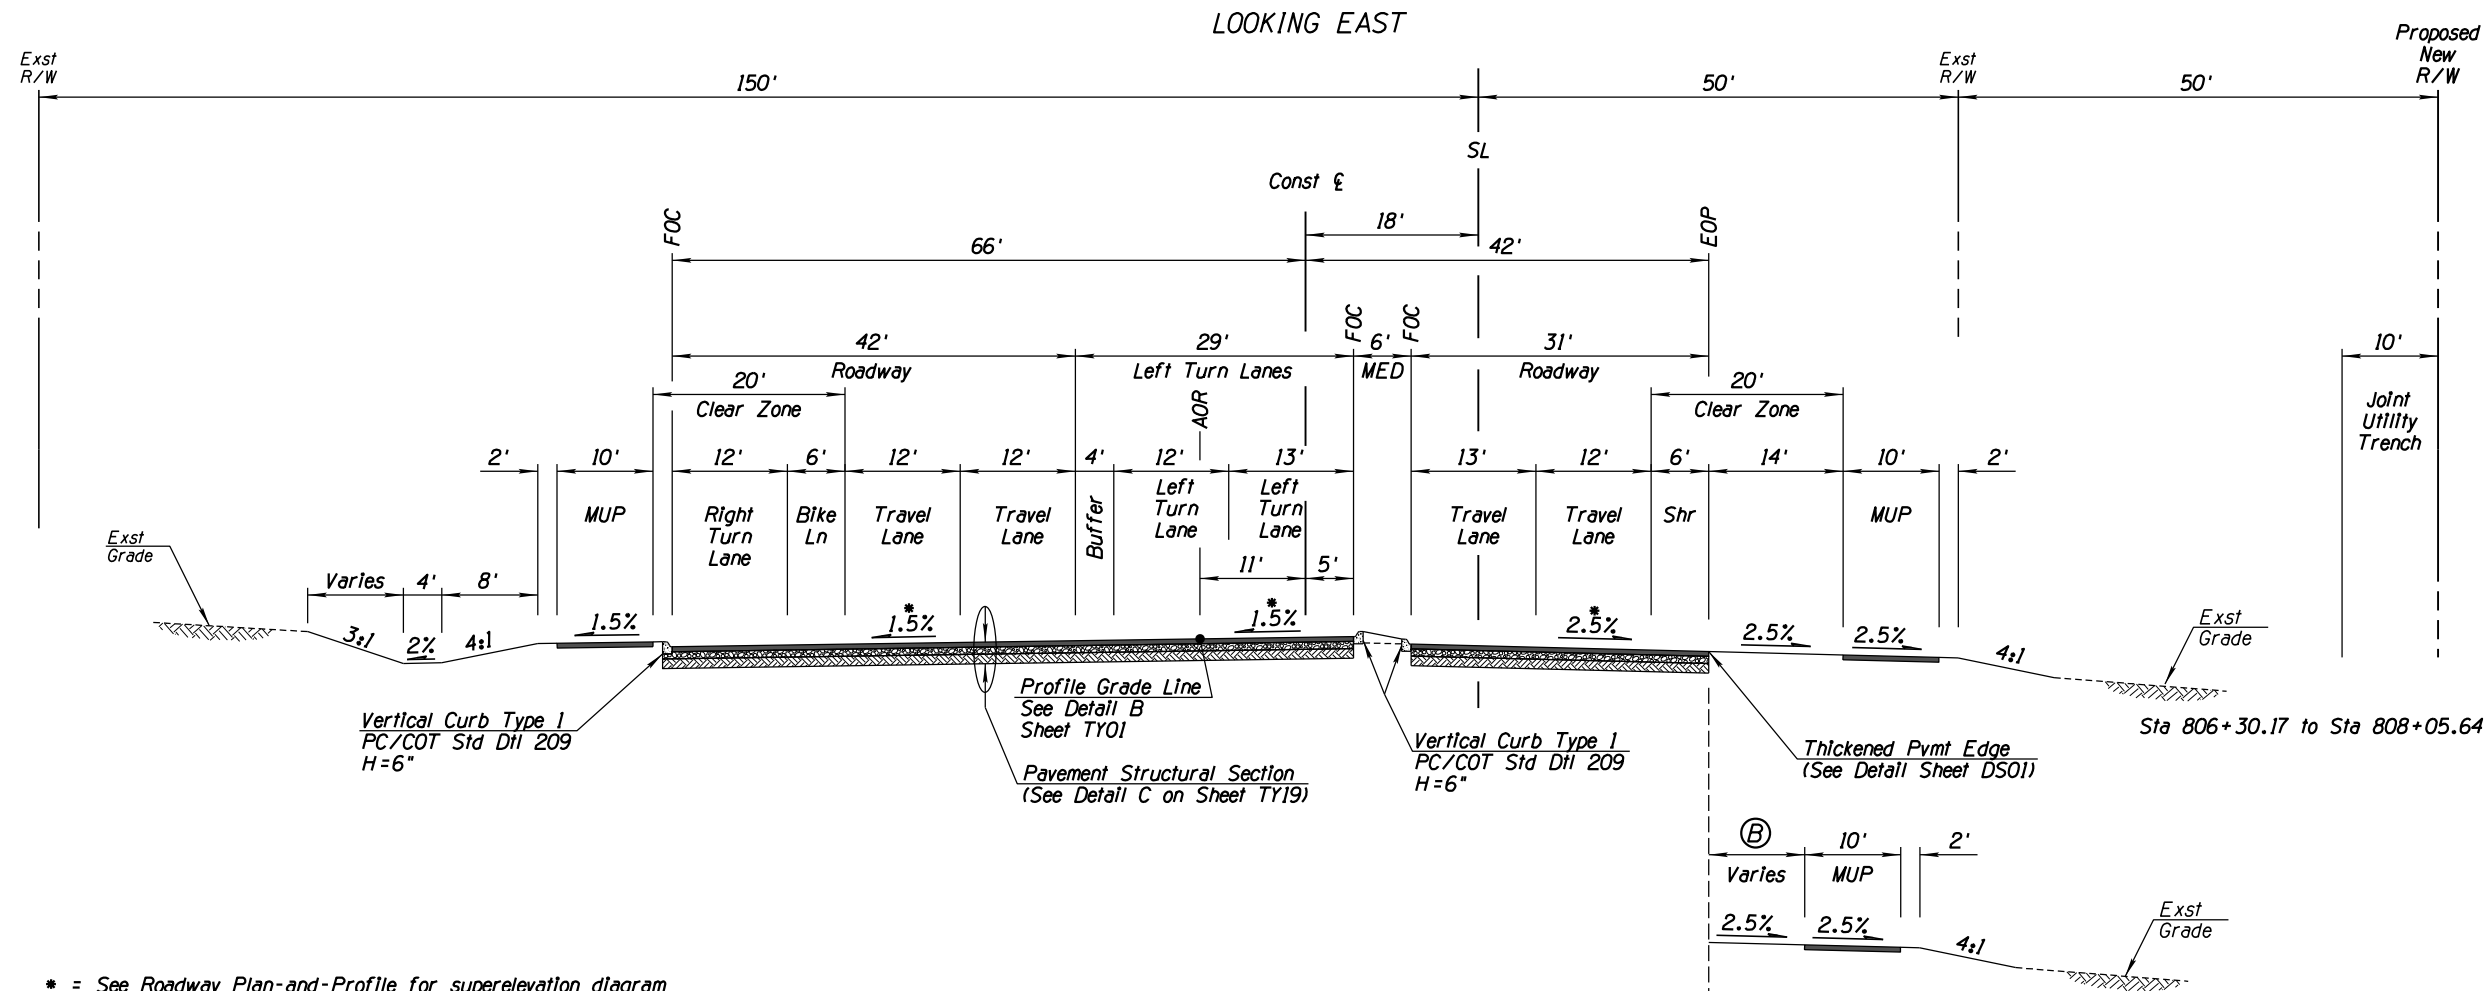 LOOKING EAST
Exst
R/W
150'
50'
Exst
R/W
50'
Proposed
New
R/W
SL
Const ℄
18'
FOC
66'
42'
EOP
FOC
FOC
42'
Roadway
29'
Left Turn Lanes
6'
MED
31'
Roadway
10'
Joint
Utility
Trench
20'
Clear Zone
AOR
20'
Clear Zone
2'
10'
12'
6'
12'
12'
4'
12'
13'
13'
12'
6'
14'
10'
2'
MUP
Right
Turn
Lane
Bike
Ln
Travel
Lane
Travel
Lane
Buffer
Left
Turn
Lane
Left
Turn
Lane
Travel
Lane
Travel
Lane
Shr
MUP
Exst
Grade
Varies
4'
8'
11'
5'
3:1
2%
4:1
1.5%
*
1.5%
*
1.5%
*
2.5%
2.5%
2.5%
4:1
Exst
Grade
Sta 806+30.17 to Sta 808+05.64
Vertical Curb Type 1
PC/COT Std Dtl 209
H=6"
Profile Grade Line
See Detail B
Sheet TY01
Pavement Structural Section
(See Detail C on Sheet TY19)
Vertical Curb Type 1
PC/COT Std Dtl 209
H=6"
Thickened Pvmt Edge
(See Detail Sheet DS01)
B
Varies
10'
MUP
2'
2.5%
2.5%
4:1
Exst
Grade
* = See Roadway Plan-and-Profile for superelevation diagram